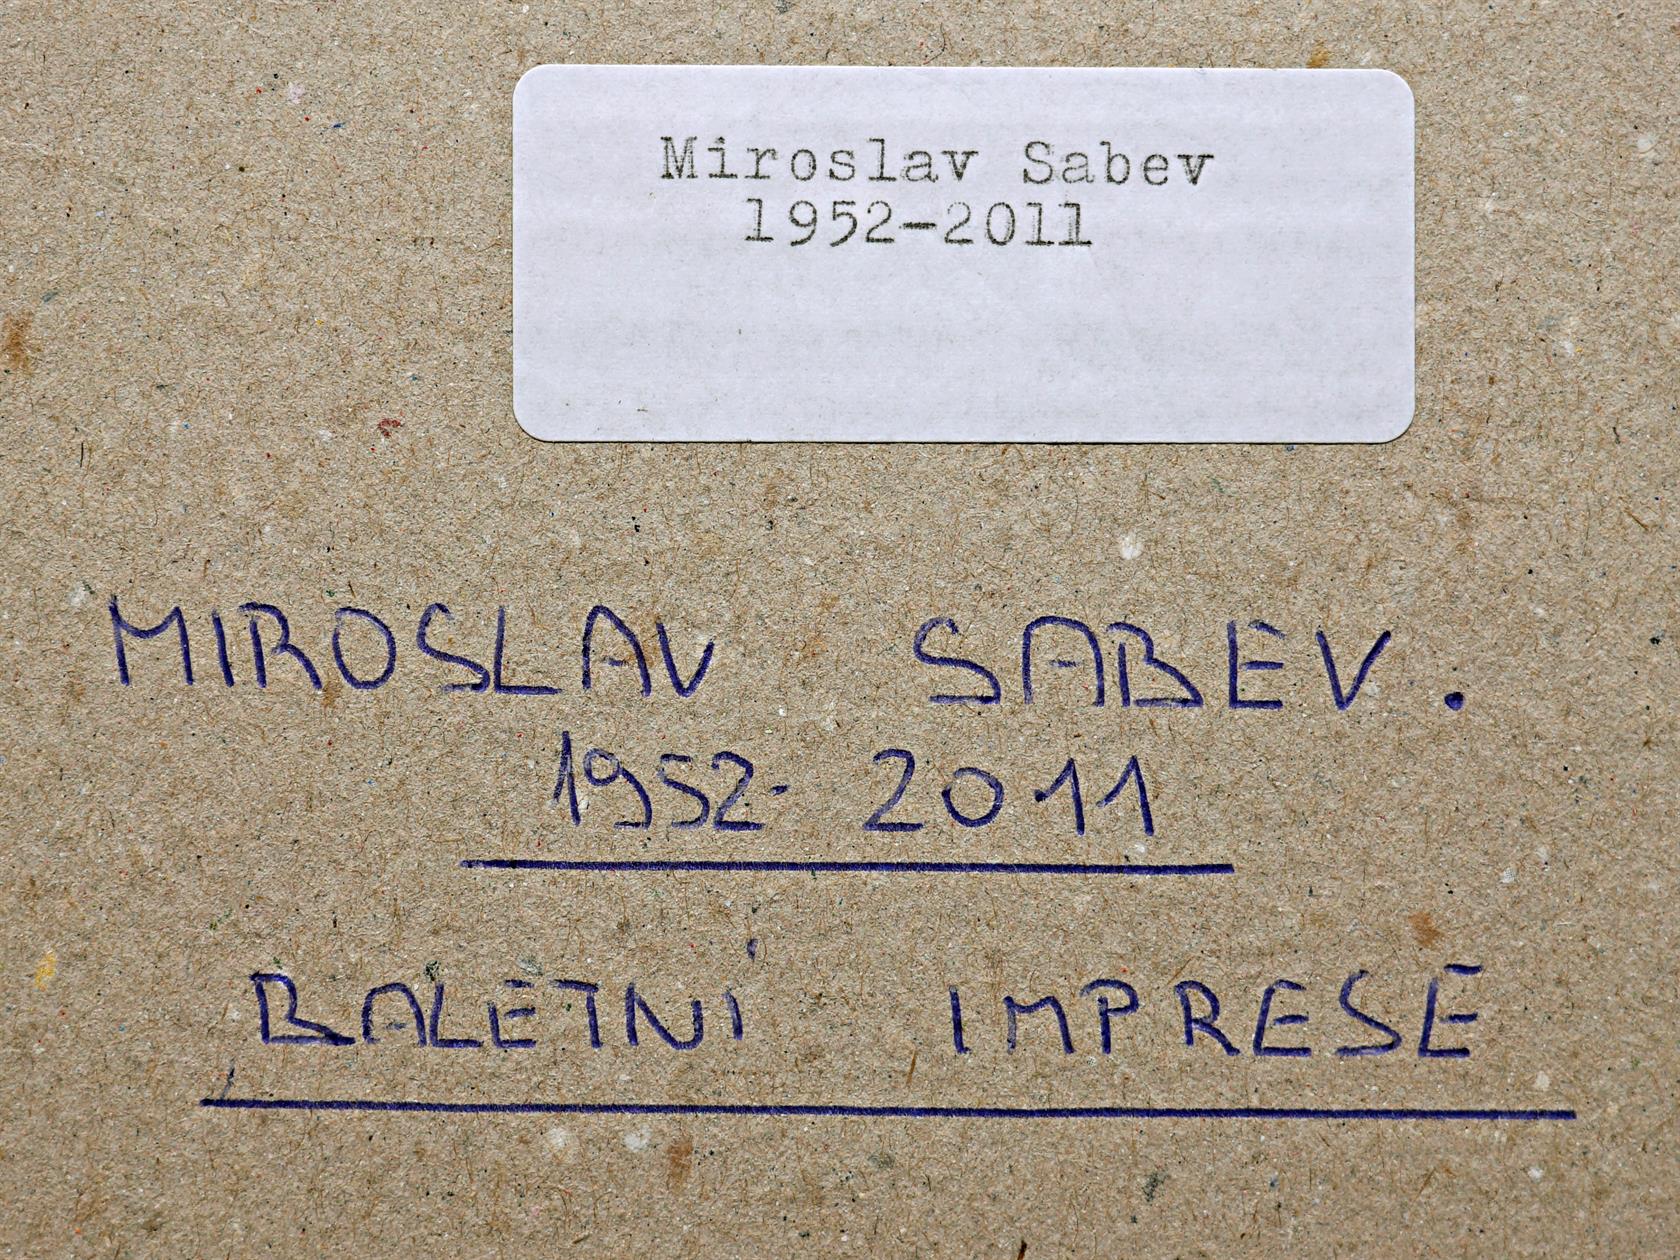 Miroslav Sabev
1952-2011
MIROSLAV SABEV.
1952- 2011
BALETNÍ IMPRESE